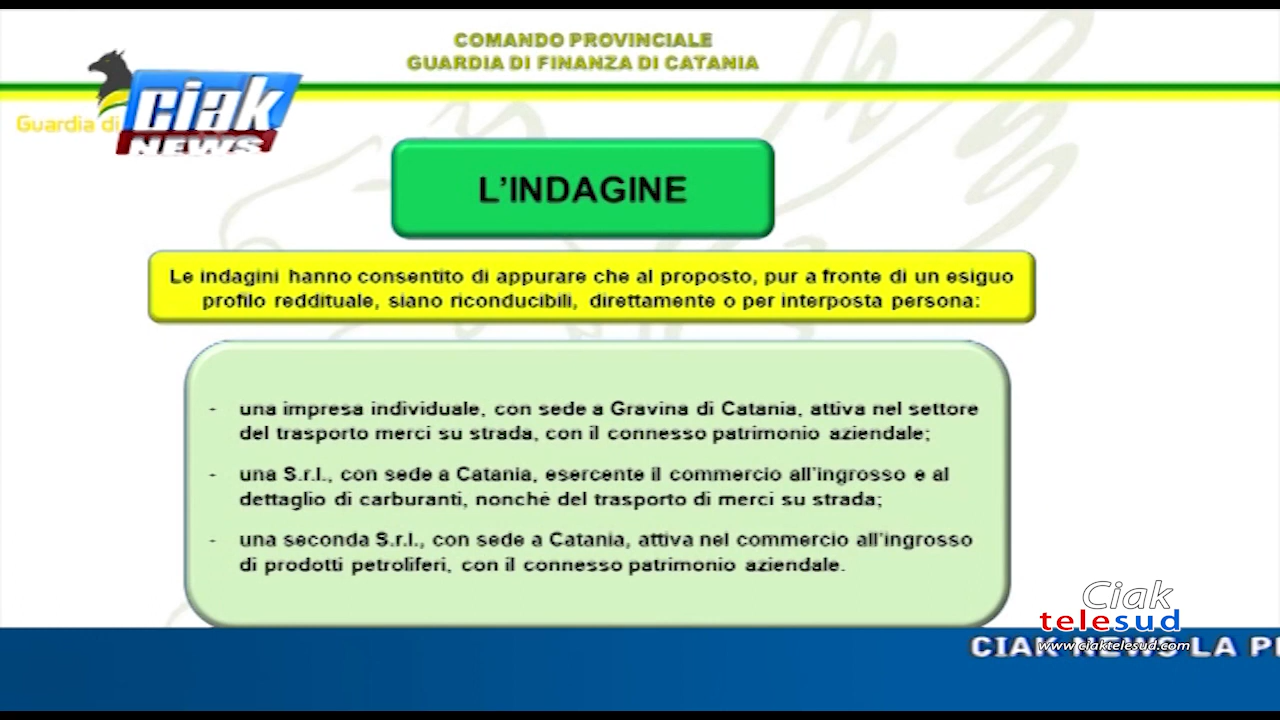 COMANDO PROVINCIALE
GUARDIA DI FINANZA DI CATANIA
Guardia di
ciak
NEWS
L'INDAGINE
Le indagini hanno consentito di appurare che al proposto, pur a fronte di un esiguo
profilo reddituale, siano riconducibili, direttamente o per interposta persona:
- una impresa individuale, con sede a Gravina di Catania, attiva nel settore
del trasporto merci su strada, con il connesso patrimonio aziendale;
- una S.r.l., con sede a Catania, esercente il commercio all'ingrosso e al
dettaglio di carburanti, nonché del trasporto di merci su strada;
- una seconda S.r.l., con sede a Catania, attiva nel commercio all'ingrosso
di prodotti petroliferi, con il connesso patrimonio aziendale.
Ciak
telesud
www.ciaktelesud.com
CIAK NEWS LA